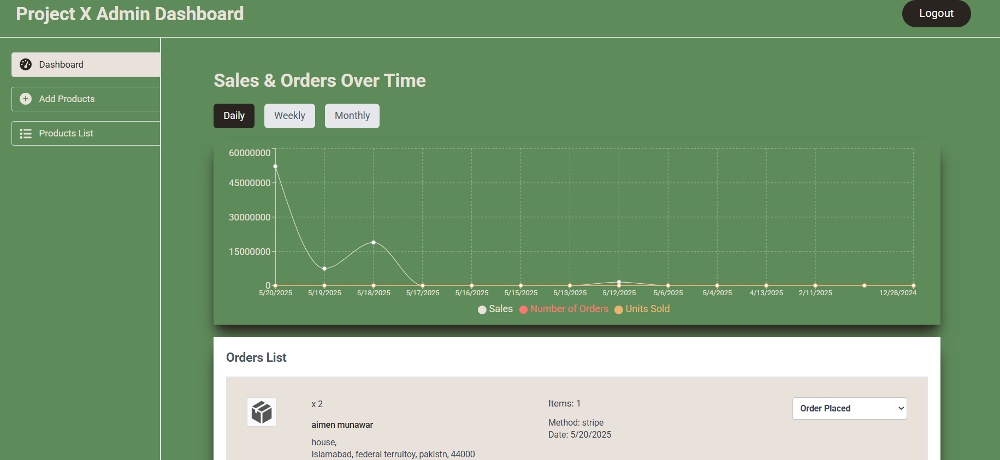 Project X Admin Dashboard
Logout
Dashboard
Add Products
Products List
Sales & Orders Over Time
Daily
Weekly
Monthly
60000000
45000000
30000000
15000000
0
5/20/2025 5/19/2025 5/18/2025 5/17/2025 5/16/2025 5/15/2025 5/13/2025 5/12/2025 5/6/2025 5/4/2025 4/13/2025 2/11/2025 12/28/2024
Sales Number of Orders Units Sold
Orders List
x 2
aimen munawar
house,
Islamabad, federal terruitoy, pakistn, 44000
Items: 1
Method: stripe
Date: 5/20/2025
Order Placed